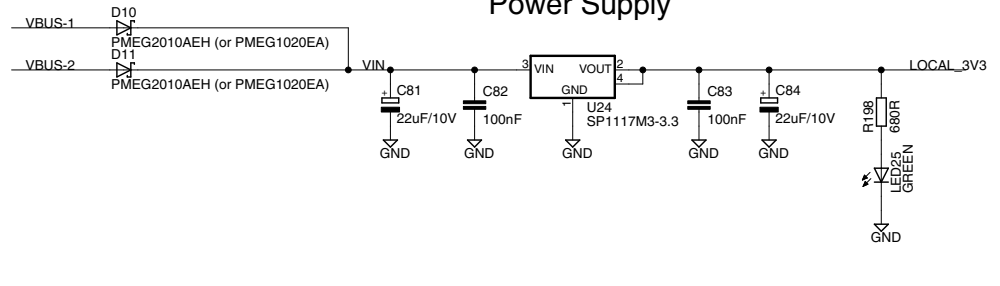 Power Supply
VBUS-1
D10
PMEG2010AEH (or PMEG1020EA)
VBUS-2
D11
PMEG2010AEH (or PMEG1020EA)
VIN
3 VIN VOUT 2
4
GND
1
U24
SP1117M3-3.3
LOCAL_3V3
+ C81
22uF/10V
GND
C82
100nF
GND
GND
C83
100nF
GND
+ C84
22uF/10V
GND
R198
680R
LED25
GREEN
GND